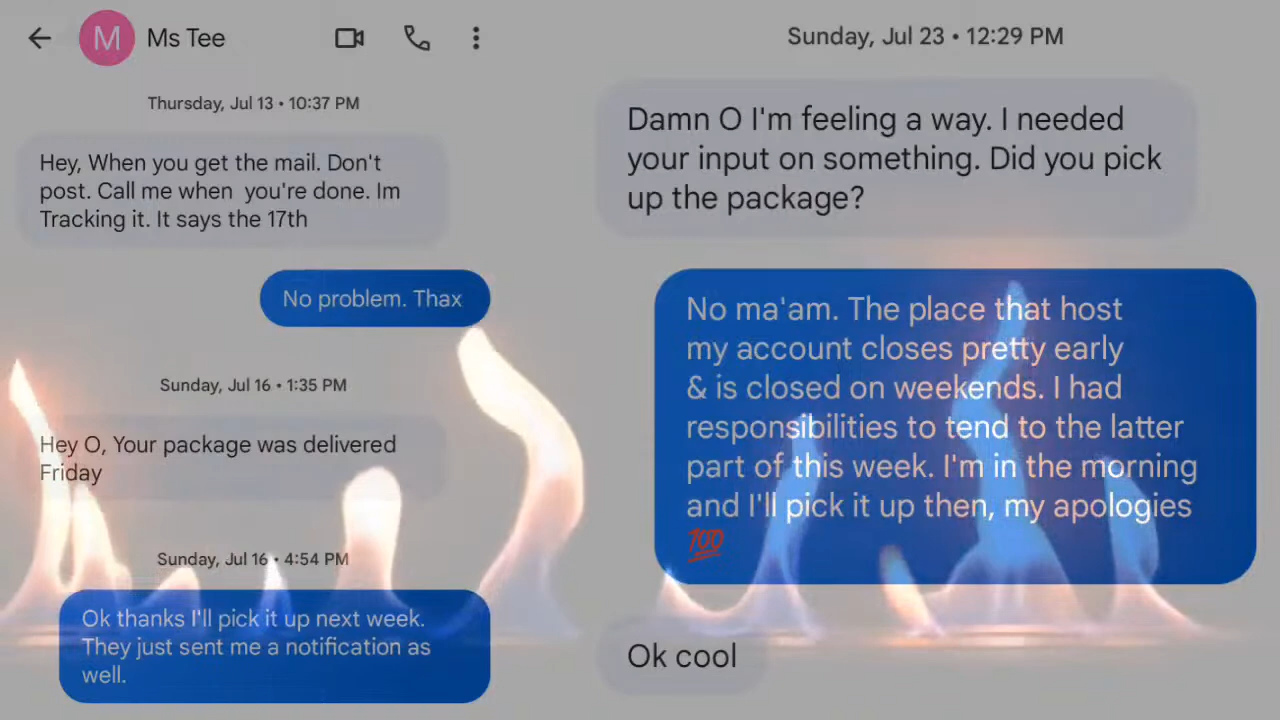 M
Ms Tee
Thursday, Jul 13 • 10:37 PM
Hey, When you get the mail. Don't
post. Call me when  you're done. Im
Tracking it. It says the 17th
No problem. Thax
Sunday, Jul 16 • 1:35 PM
Hey O, Your package was delivered
Friday
Sunday, Jul 16 • 4:54 PM
Ok thanks I'll pick it up next week.
They just sent me a notification as
well.
Sunday, Jul 23 • 12:29 PM
Damn O I'm feeling a way. I needed
your input on something. Did you pick
up the package?
No ma'am. The place that host
my account closes pretty early
& is closed on weekends. I had
responsibilities to tend to the latter
part of this week. I'm in the morning
and I'll pick it up then, my apologies
💯
Ok cool